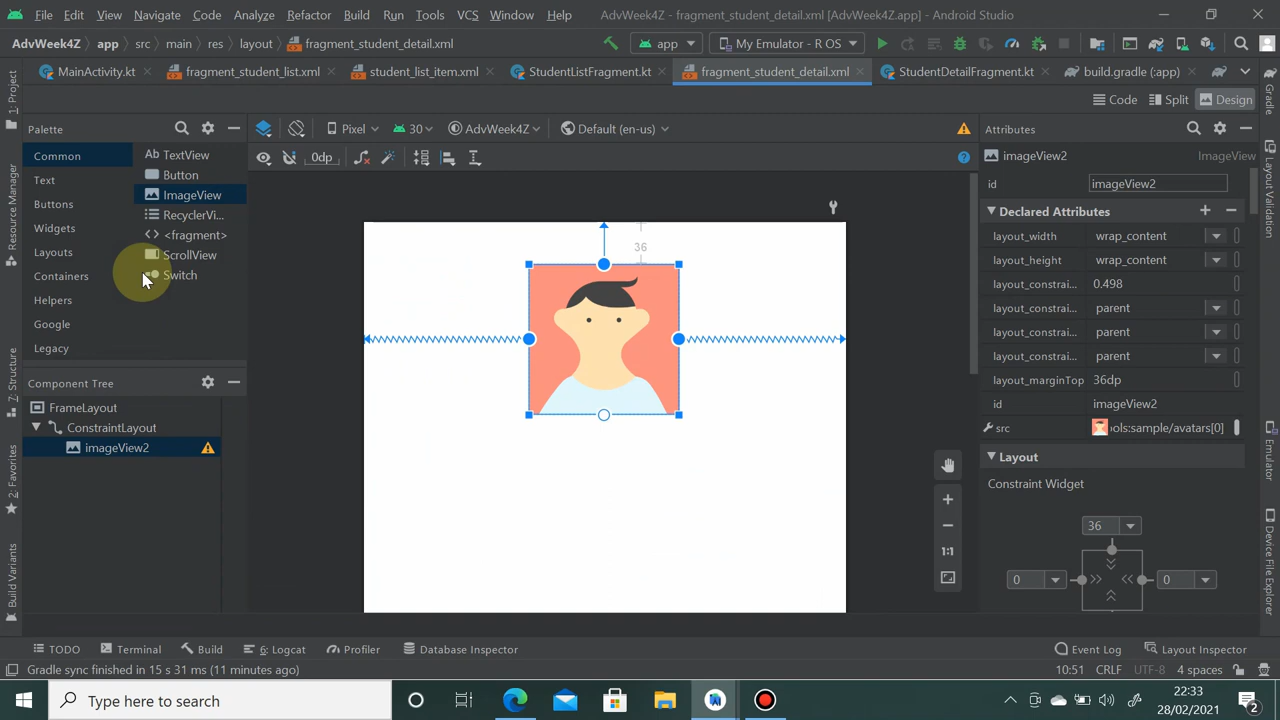 File Edit View Navigate Code Analyze Refactor Build Run Tools VCS Window Help AdvWeek4Z - fragment_student_detail.xml [AdvWeek4Z.app] - Android Studio
AdvWeek4Z app src main res layout fragment_student_detail.xml app My Emulator - R OS
MainActivity.kt fragment_student_list.xml student_list_item.xml StudentListFragment.kt fragment_student_detail.xml StudentDetailFragment.kt build.gradle (:app)
Code Split Design
Palette Pixel 30 AdvWeek4Z Default (en-us) Attributes
Common Ab TextView 0dp imageView2 ImageView
Button
Text id imageView2
ImageView
Buttons RecyclerVi... Declared Attributes
Widgets <fragment> layout_width wrap_content
Layouts ScrollView layout_height wrap_content
Containers Switch layout_constrai... 0.498
Helpers layout_constrai... parent
Google layout_constrai... parent
Legacy layout_constrai... parent
Component Tree layout_marginTop 36dp
FrameLayout id imageView2
ConstraintLayout src ols:sample/avatars[0]
imageView2 Layout
Constraint Widget
36
36
0 0
1:1
1: Project
Resource Manager
Z: Structure
2: Favorites
Build Variants
Gradle
Layout Validation
Emulator
Device File Explorer
TODO Terminal Build 6: Logcat Profiler Database Inspector Event Log Layout Inspector
Gradle sync finished in 15 s 31 ms (11 minutes ago) 10:51 CRLF UTF-8 4 spaces
Type here to search 22:33
28/02/2021
2